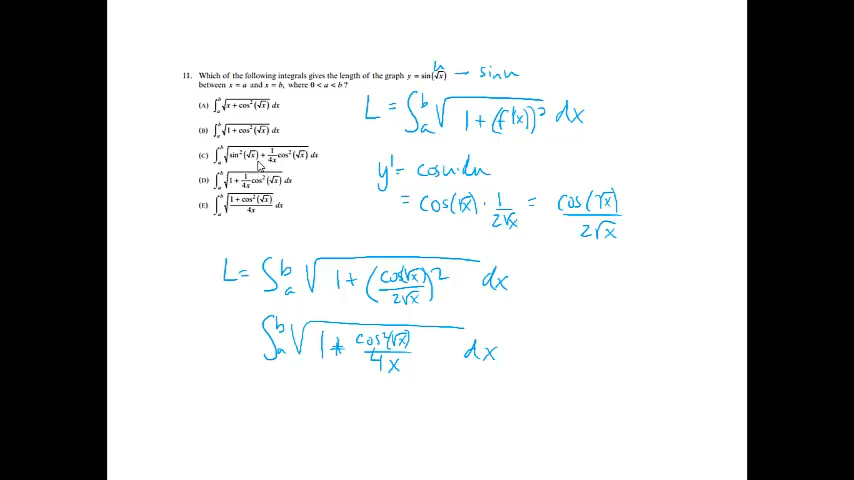 11. Which of the following integrals gives the length of the graph y = sin(√x)
between x = a and x = b, where 0 < a < b ?
u → sin u
(A) ∫ₐᵇ √(x + cos²(√x)) dx
L = ∫ₐᵇ √(1 + (f'(x))²) dx
(B) ∫ₐᵇ √(1 + cos²(√x)) dx
(C) ∫ₐᵇ √(sin²(√x) + 1/(4x) cos²(√x)) dx
y' = cos u · du
(D) ∫ₐᵇ √(1 + 1/(4x) cos²(√x)) dx
(E) ∫ₐᵇ √((1 + cos²(√x))/(4x)) dx
= cos(√x) · 1/(2√x) = cos(√x)/(2√x)
L = ∫ₐᵇ √(1 + (cos(√x)/(2√x))²) dx
∫ₐᵇ √(1 + cos²(√x)/(4x)) dx